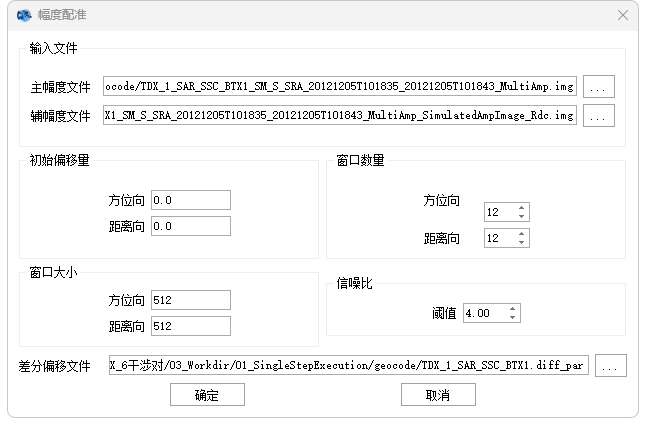 幅度配准
输入文件
主幅度文件 ocode/TDX_1_SAR_SSC_BTX1_SM_S_SRA_20121205T101835_20121205T101843_MultiAmp.img ...
辅幅度文件 X1_SM_S_SRA_20121205T101835_20121205T101843_MultiAmp_SimulatedAmpImage_Rdc.img ...
初始偏移量
方位向 0.0
距离向 0.0
窗口数量
方位向 12
距离向 12
窗口大小
方位向 512
距离向 512
信噪比
阈值 4.00
差分偏移文件 X_6干涉对/03_Workdir/01_SingleStepExecution/geocode/TDX_1_SAR_SSC_BTX1.diff_par ...
确定 取消